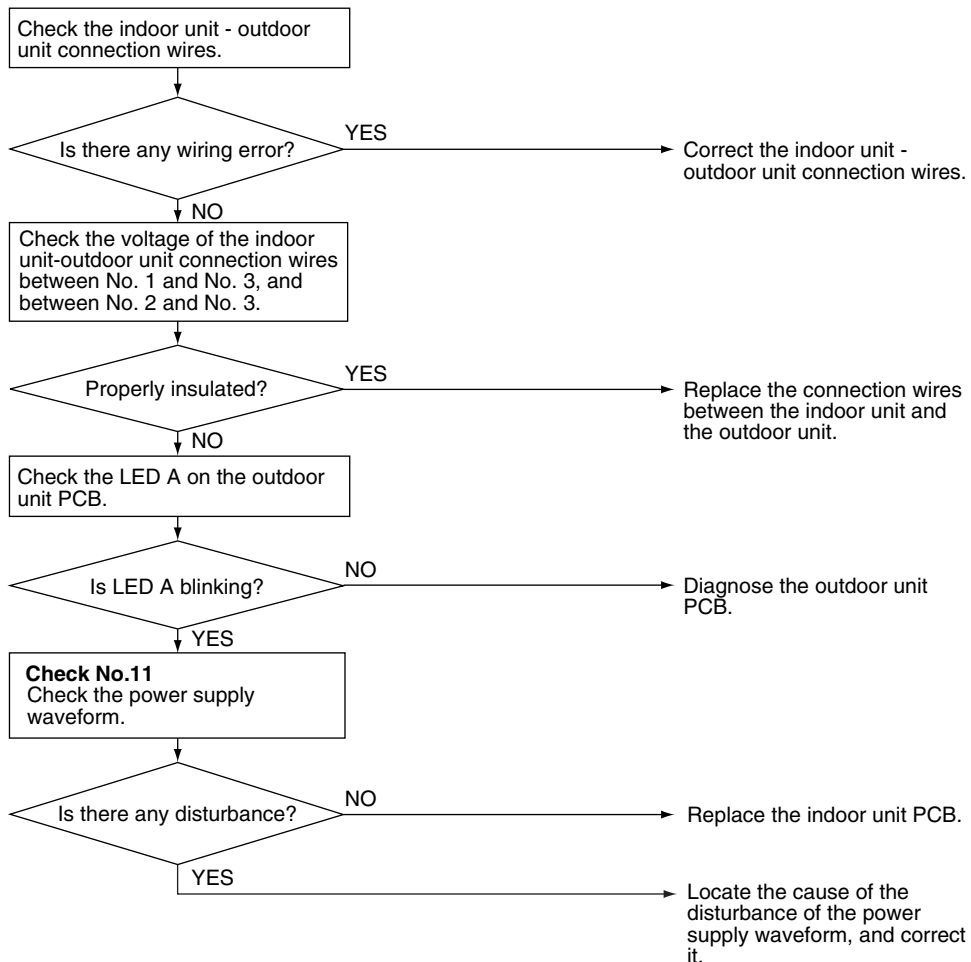 Check the indoor unit - outdoor
unit connection wires.
Is there any wiring error?
YES
Correct the indoor unit -
outdoor unit connection wires.
NO
Check the voltage of the indoor
unit-outdoor unit connection wires
between No. 1 and No. 3, and
between No. 2 and No. 3.
Properly insulated?
YES
Replace the connection wires
between the indoor unit and
the outdoor unit.
NO
Check the LED A on the outdoor
unit PCB.
Is LED A blinking?
NO
Diagnose the outdoor unit
PCB.
YES
Check No.11
Check the power supply
waveform.
Is there any disturbance?
NO
Replace the indoor unit PCB.
YES
Locate the cause of the
disturbance of the power
supply waveform, and correct
it.